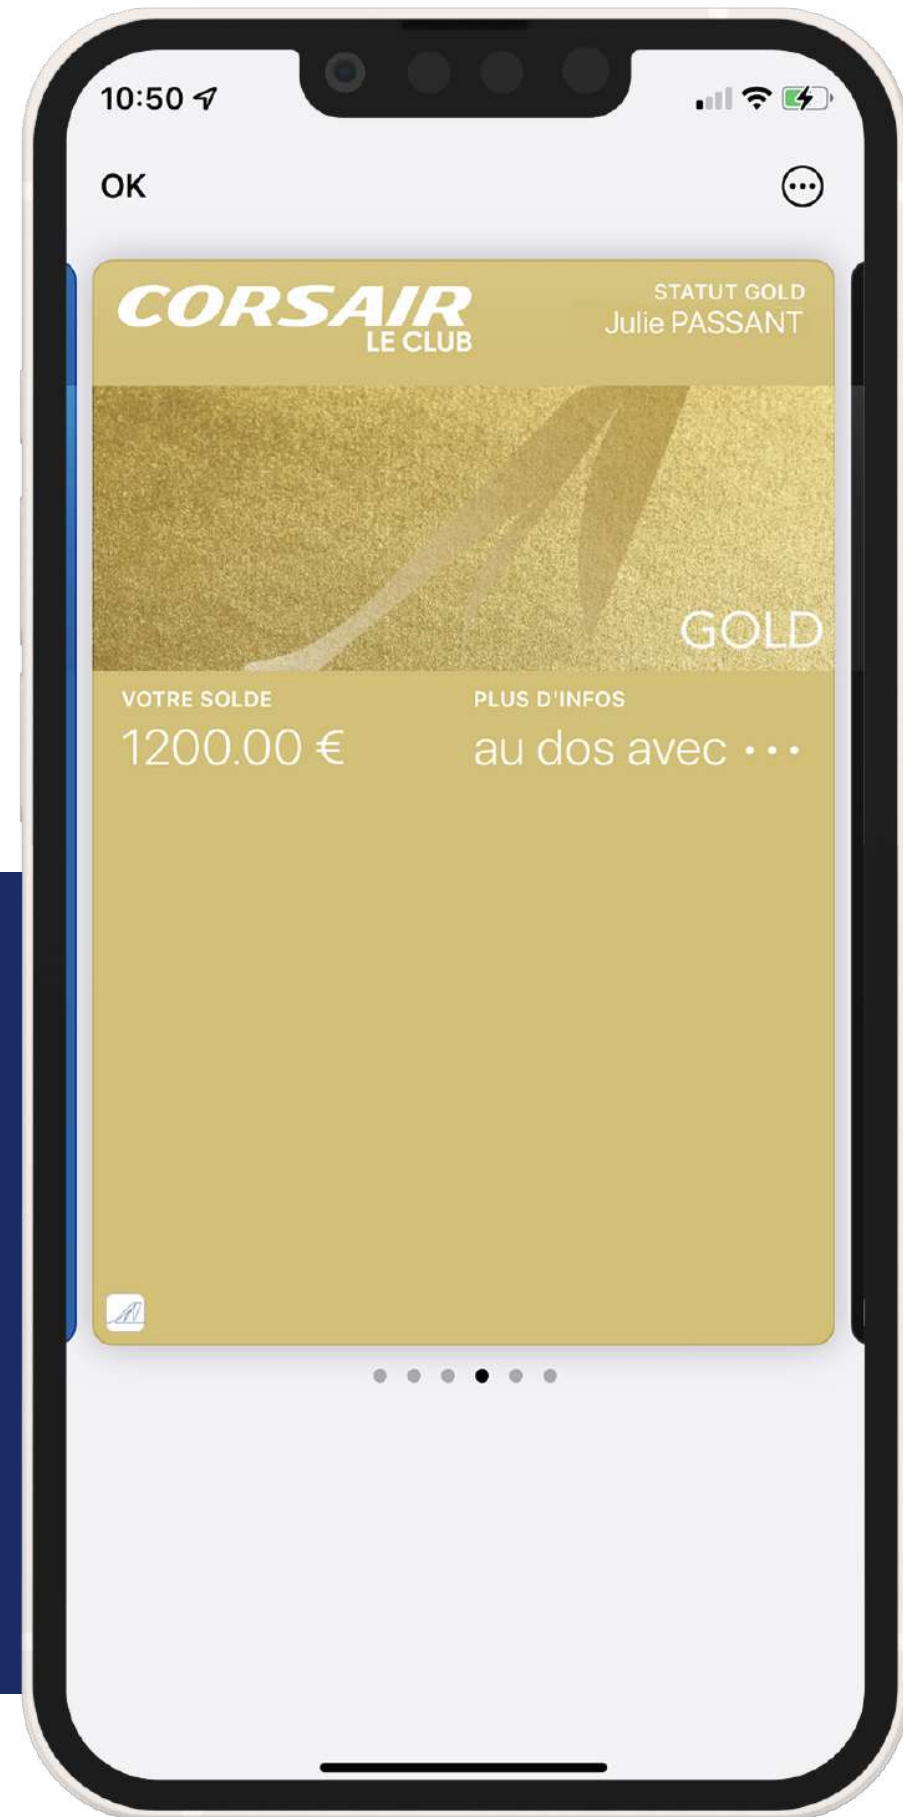 10:50
OK
CORSAIR
LE CLUB
STATUT GOLD
Julie PASSANT
GOLD
VOTRE SOLDE
1200.00 €
PLUS D'INFOS
au dos avec ···